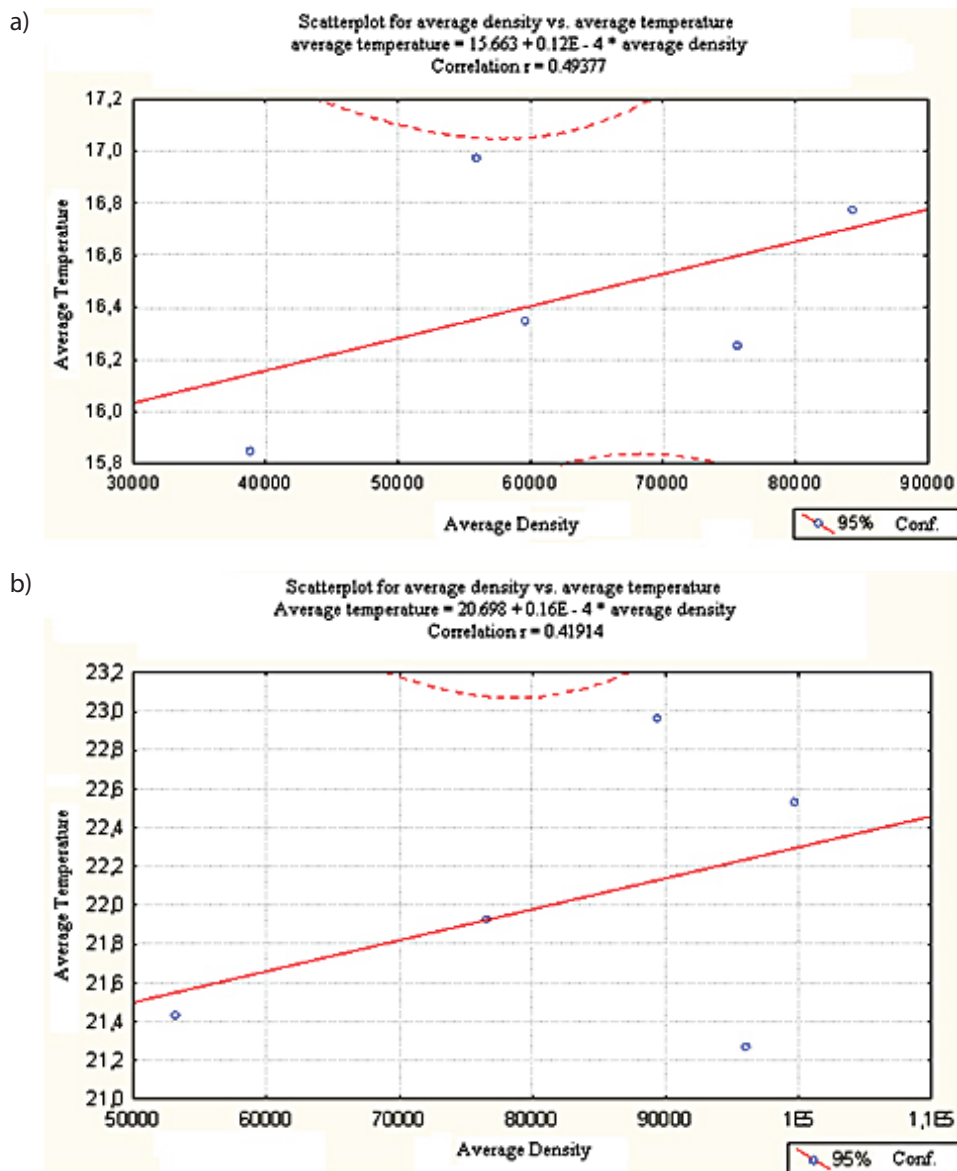 a)
Scatterplot for average density vs. average temperature
average temperature = 15.663 + 0.12E - 4 * average density
Correlation r = 0.49377
17,2
17,0
16,8
16,6
16,4
16,2
16,0
15,8
Average Temperature
30000 40000 50000 60000 70000 80000 90000
Average Density
95% Conf.
b)
Scatterplot for average density vs. average temperature
Average temperature = 20.698 + 0.16E - 4 * average density
Correlation r = 0.41914
23,2
23,0
22,8
22,6
22,4
22,2
22,0
21,8
21,6
21,4
21,2
21,0
Average Temperature
50000 60000 70000 80000 90000 1E5 1,1E5
Average Density
95% Conf.